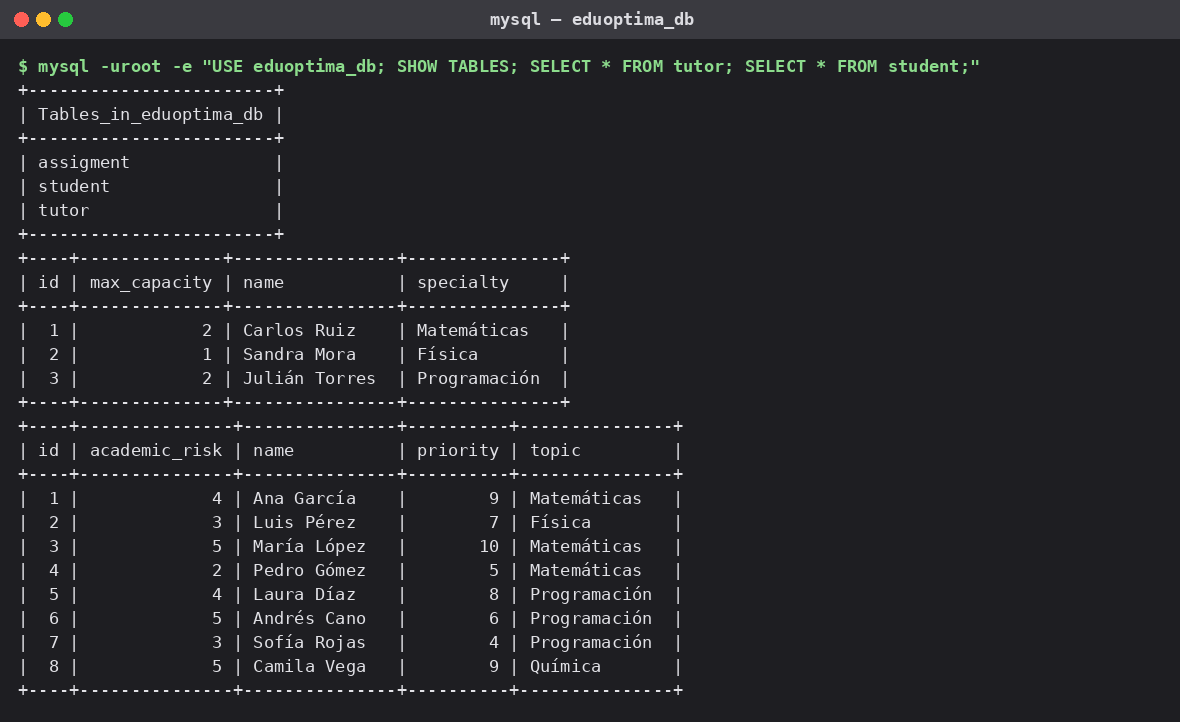 mysql — eduoptima_db
$ mysql -uroot -e "USE eduoptima_db; SHOW TABLES; SELECT * FROM tutor; SELECT * FROM student;"
+------------------------+
| Tables_in_eduoptima_db |
+------------------------+
| assigment              |
| student                |
| tutor                  |
+------------------------+
+----+--------------+----------------+---------------+
| id | max_capacity | name           | specialty     |
+----+--------------+----------------+---------------+
|  1 |            2 | Carlos Ruiz    | Matemáticas   |
|  2 |            1 | Sandra Mora    | Física        |
|  3 |            2 | Julián Torres  | Programación  |
+----+--------------+----------------+---------------+
+----+---------------+---------------+----------+---------------+
| id | academic_risk | name          | priority | topic         |
+----+---------------+---------------+----------+---------------+
|  1 |             4 | Ana García    |        9 | Matemáticas   |
|  2 |             3 | Luis Pérez    |        7 | Física        |
|  3 |             5 | María López   |       10 | Matemáticas   |
|  4 |             2 | Pedro Gómez   |        5 | Matemáticas   |
|  5 |             4 | Laura Díaz    |        8 | Programación  |
|  6 |             5 | Andrés Cano   |        6 | Programación  |
|  7 |             3 | Sofía Rojas   |        4 | Programación  |
|  8 |             5 | Camila Vega   |        9 | Química       |
+----+---------------+---------------+----------+---------------+